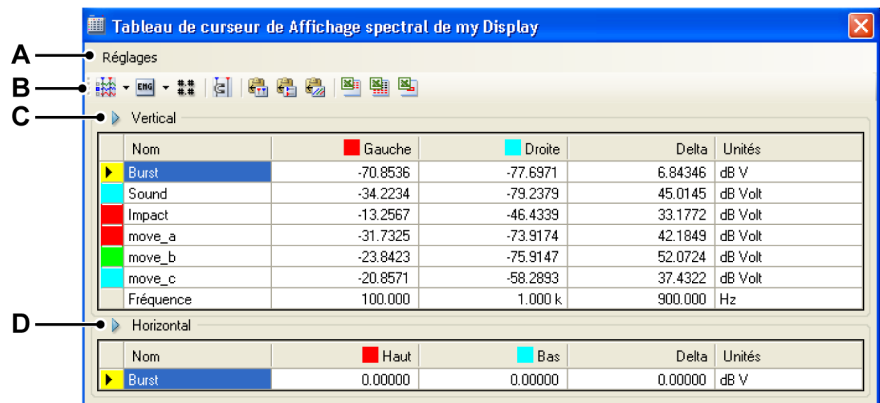 Tableau de curseur de Affichage spectral de my Display
A Réglages
B ENG
C Vertical
Nom Gauche Droite Delta Unités
Burst -70.8536 -77.6971 6.84346 dB V
Sound -34.2234 -79.2379 45.0145 dB Volt
Impact -13.2567 -46.4339 33.1772 dB Volt
move_a -31.7325 -73.9174 42.1849 dB Volt
move_b -23.8423 -75.9147 52.0724 dB Volt
move_c -20.8571 -58.2893 37.4322 dB Volt
Fréquence 100.000 1.000 k 900.000 Hz
D Horizontal
Nom Haut Bas Delta Unités
Burst 0.00000 0.00000 0.00000 dB V